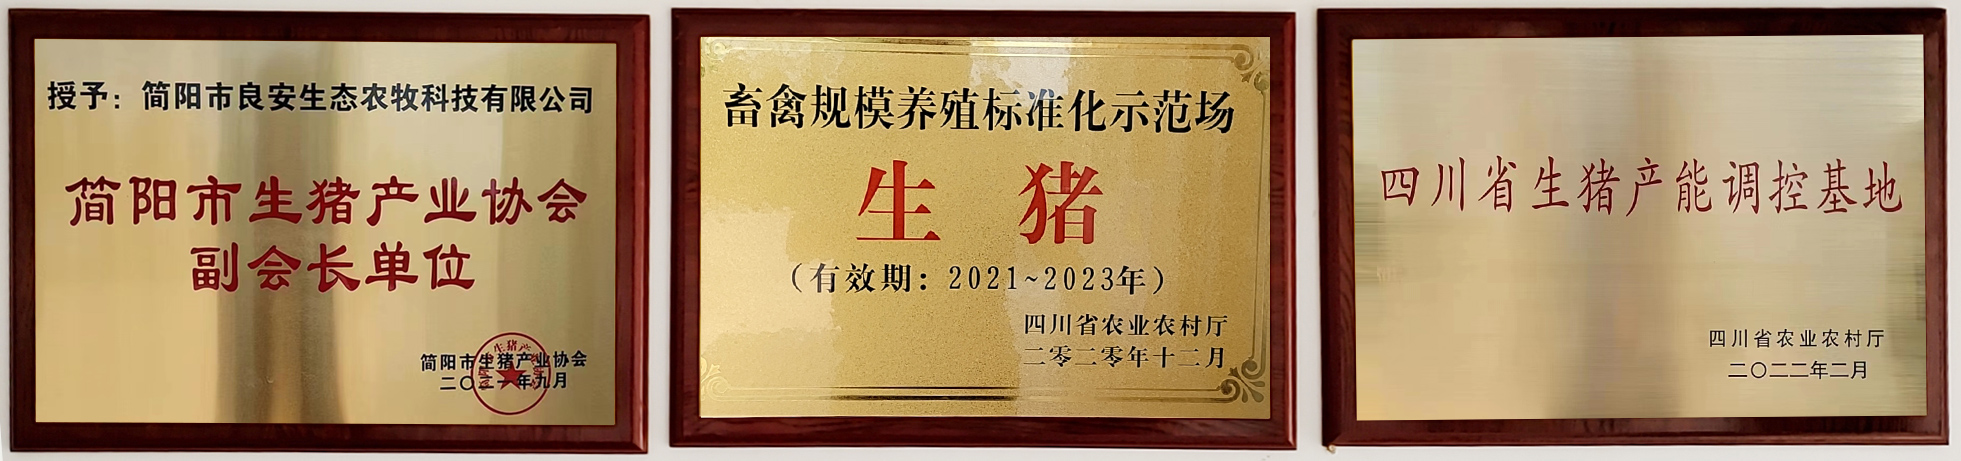 授予：简阳市良安生态农牧科技有限公司
简阳市生猪产业协会
副会长单位
简阳市生猪产业协会
二〇二一年九月
畜禽规模养殖标准化示范场
生猪
（有效期：2021~2023年）
四川省农业农村厅
二零二零年十二月
四川省生猪产能调控基地
四川省农业农村厅
二〇二二年二月